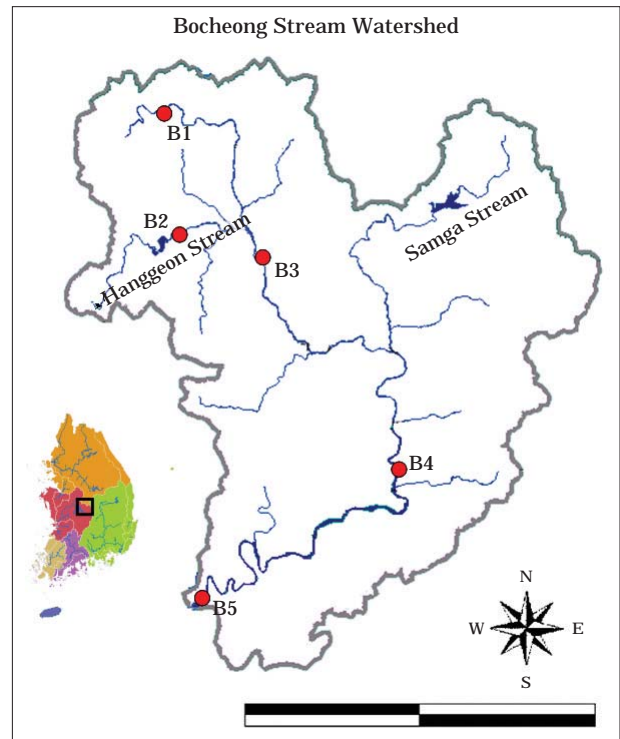 Bocheong Stream Watershed
B1
B2
Hanggeon Stream
B3
Samga Stream
B4
B5
N
W
E
S